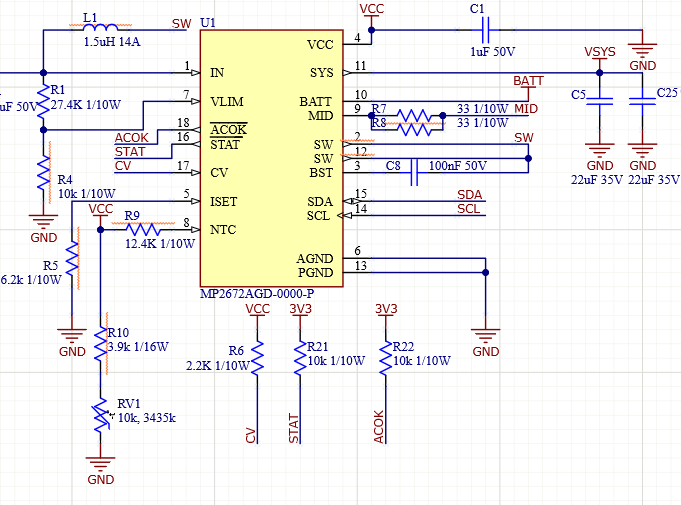 L1
SW
1.5uH 14A
U1
VCC
C1
1uF 50V
GND
VCC 4
1 IN
SYS 11
VSYS
R1
27.4K 1/10W
uF 50V
7 VLIM
BATT 10
BATT
MID 9
R7
33 1/10W
MID
R8
33 1/10W
C5
C25
ACOK
18 ACOK
STAT
16 STAT
SW 2
SW
SW 12
CV
17 CV
BST 3
C8
100nF 50V
GND
GND
22uF 35V
22uF 35V
R4
10k 1/10W
5 ISET
SDA 15
SDA
SCL 14
SCL
VCC
R9
12.4K 1/10W
8 NTC
GND
R5
6.2k 1/10W
AGND 6
PGND 13
MP2672AGD-0000-P
GND
GND
R10
3.9k 1/16W
VCC
3V3
3V3
R6
2.2K 1/10W
R21
10k 1/10W
R22
10k 1/10W
RV1
10k, 3435k
CV
STAT
ACOK
GND